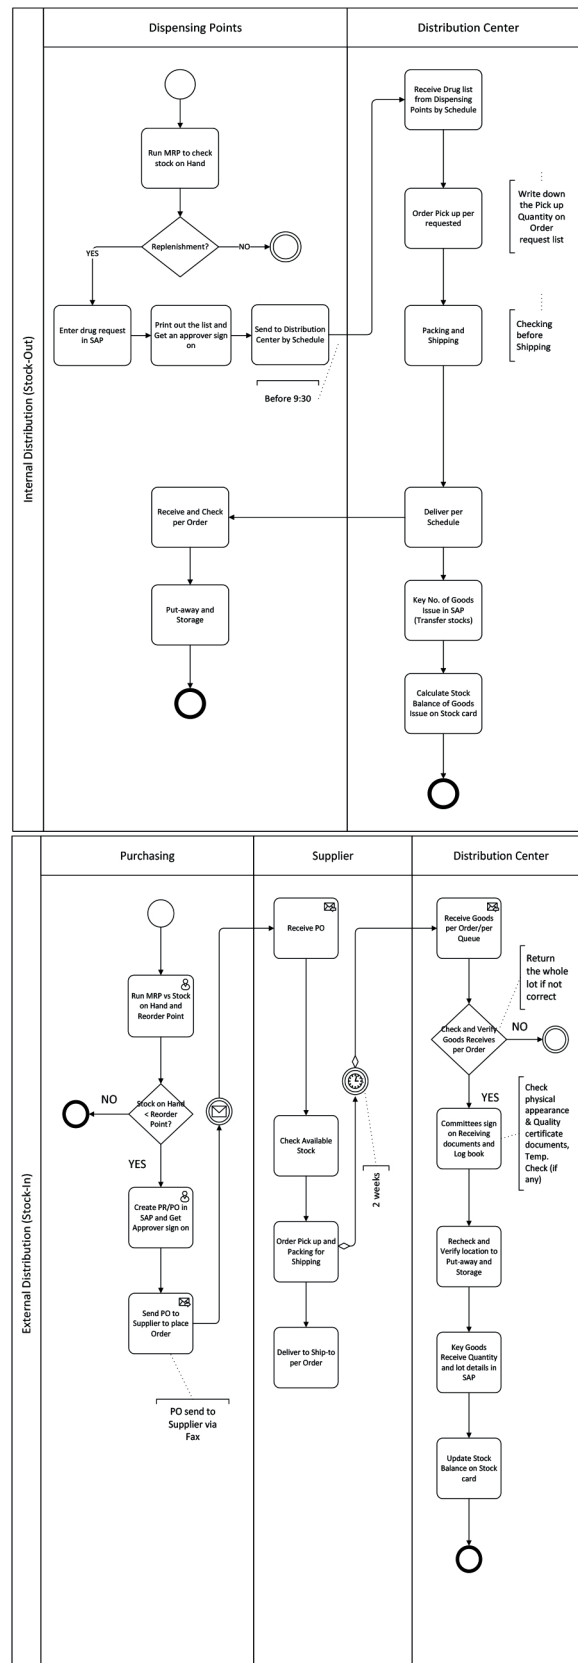 Dispensing Points
Distribution Center
Internal Distribution (Stock-Out)
Run MRP to check
stock on Hand
Replenishment?
YES
NO
Enter drug request
in SAP
Print out the list and
Get an approver sign
on
Send to Distribution
Center by Schedule
Before 9:30
Receive Drug list
from Dispensing
Points by Schedule
Order Pick up per
requested
Write down
the Pick up
Quantity on
Order
request list
Packing and
Shipping
Checking
before
Shipping
Receive and Check
per Order
Deliver per
Schedule
Put-away and
Storage
Key No. of Goods
Issue in SAP
(Transfer stocks)
Calculate Stock
Balance of Goods
Issue on Stock card
Purchasing
Supplier
Distribution Center
External Distribution (Stock-In)
Run MRP vs Stock
on Hand and
Reorder Point
Stock on Hand
< Reorder
Point?
NO
YES
Create PR/PO in
SAP and Get
Approver sign on
Send PO to
Supplier to place
Order
PO send to
Supplier via
Fax
Receive PO
Check Available
Stock
Order Pick up and
Packing for
Shipping
Deliver to Ship-to
per Order
2 weeks
Receive Goods
per Order/per
Queue
Return
the whole
lot if not
correct
Check and Verify
Goods Receives
per Order
NO
YES
Check
physical
appearance
& Quality
certificate
documents,
Temp.
Check (if
any)
Committees sign
on Receiving
documents and
Log book
Recheck and
Verify location to
Put-away and
Storage
Key Goods
Receive Quantity
and lot details in
SAP
Update Stock
Balance on Stock
card